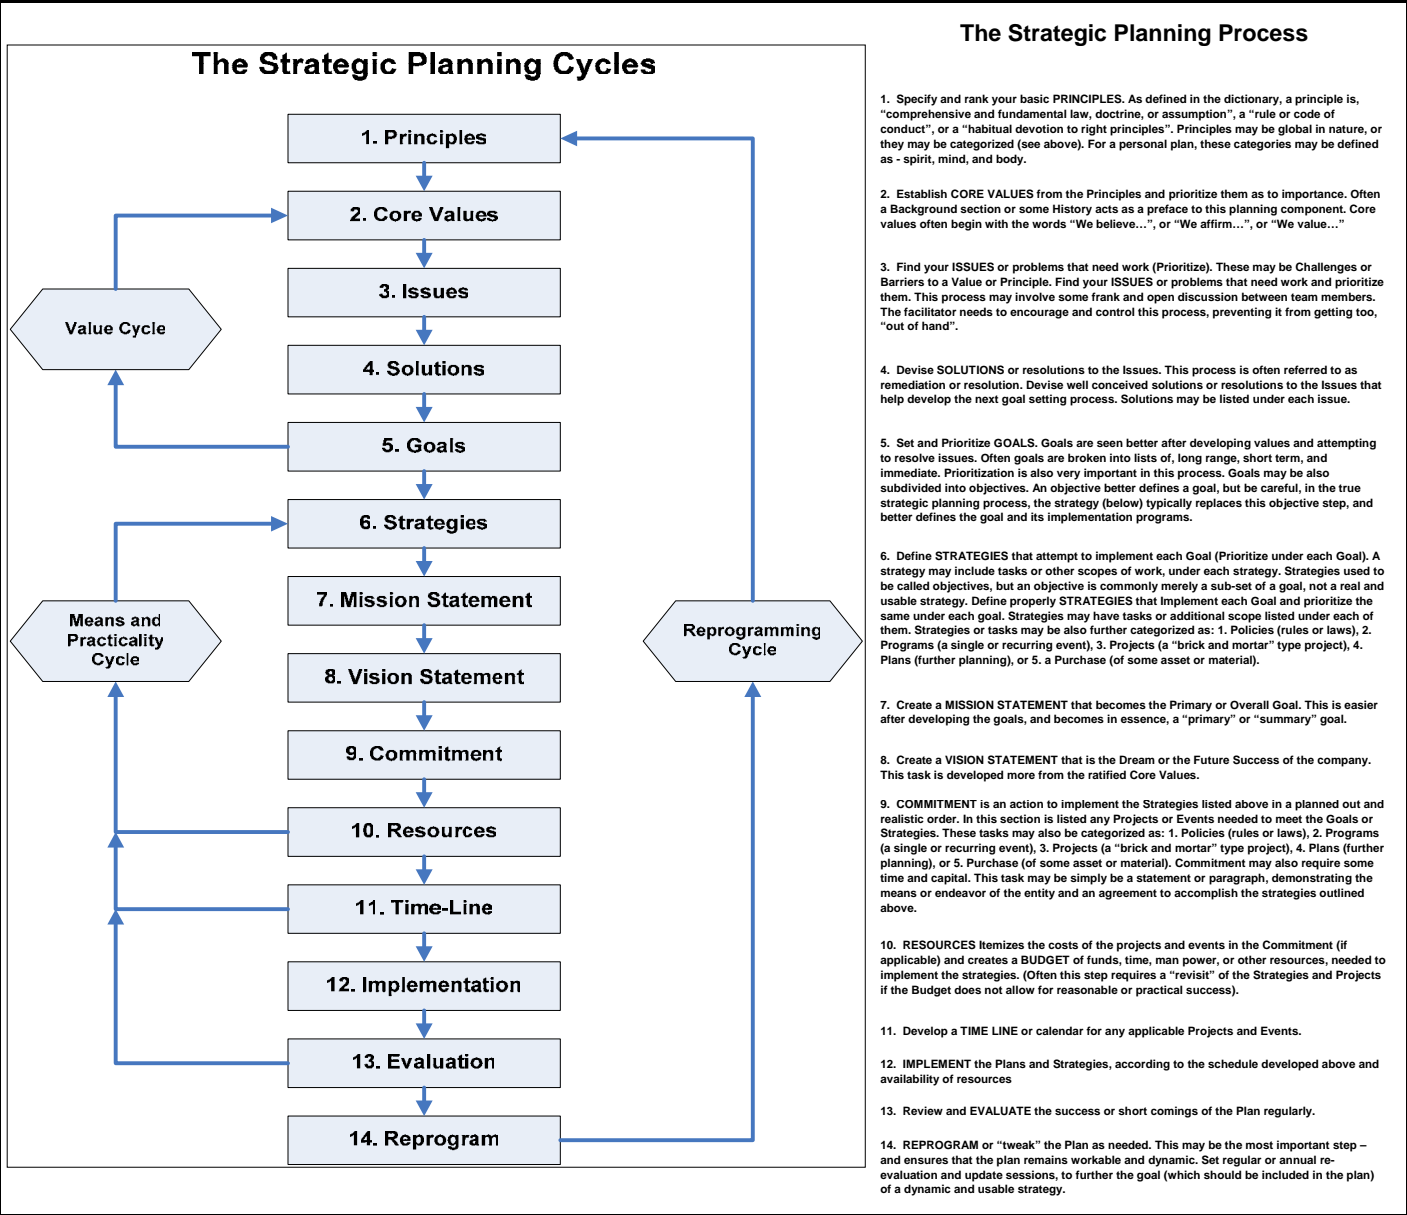 The Strategic Planning Cycles
1. Principles
2. Core Values
3. Issues
Value Cycle
4. Solutions
5. Goals
6. Strategies
7. Mission Statement
Means and
Practicality
Cycle
Reprogramming
Cycle
8. Vision Statement
9. Commitment
10. Resources
11. Time-Line
12. Implementation
13. Evaluation
14. Reprogram
The Strategic Planning Process
1. Specify and rank your basic PRINCIPLES. As defined in the dictionary, a principle is,
“comprehensive and fundamental law, doctrine, or assumption”, a “rule or code of
conduct”, or a “habitual devotion to right principles”. Principles may be global in nature, or
they may be categorized (see above). For a personal plan, these categories may be defined
as - spirit, mind, and body.
2. Establish CORE VALUES from the Principles and prioritize them as to importance. Often
a Background section or some History acts as a preface to this planning component. Core
values often begin with the words “We believe…”, or “We affirm…”, or “We value…”
3. Find your ISSUES or problems that need work (Prioritize). These may be Challenges or
Barriers to a Value or Principle. Find your ISSUES or problems that need work and prioritize
them. This process may involve some frank and open discussion between team members.
The facilitator needs to encourage and control this process, preventing it from getting too,
“out of hand”.
4. Devise SOLUTIONS or resolutions to the Issues. This process is often referred to as
remediation or resolution. Devise well conceived solutions or resolutions to the Issues that
help develop the next goal setting process. Solutions may be listed under each issue.
5. Set and Prioritize GOALS. Goals are seen better after developing values and attempting
to resolve issues. Often goals are broken into lists of, long range, short term, and
immediate. Prioritization is also very important in this process. Goals may be also
subdivided into objectives. An objective better defines a goal, but be careful, in the true
strategic planning process, the strategy (below) typically replaces this objective step, and
better defines the goal and its implementation programs.
6. Define STRATEGIES that attempt to implement each Goal (Prioritize under each Goal). A
strategy may include tasks or other scopes of work, under each strategy. Strategies used to
be called objectives, but an objective is commonly merely a sub-set of a goal, not a real and
usable strategy. Define properly STRATEGIES that Implement each Goal and prioritize the
same under each goal. Strategies may have tasks or additional scope listed under each of
them. Strategies or tasks may be also further categorized as: 1. Policies (rules or laws), 2.
Programs (a single or recurring event), 3. Projects (a “brick and mortar” type project), 4.
Plans (further planning), or 5. a Purchase (of some asset or material).
7. Create a MISSION STATEMENT that becomes the Primary or Overall Goal. This is easier
after developing the goals, and becomes in essence, a “primary” or “summary” goal.
8. Create a VISION STATEMENT that is the Dream or the Future Success of the company.
This task is developed more from the ratified Core Values.
9. COMMITMENT is an action to implement the Strategies listed above in a planned out and
realistic order. In this section is listed any Projects or Events needed to meet the Goals or
Strategies. These tasks may also be categorized as: 1. Policies (rules or laws), 2. Programs
(a single or recurring event), 3. Projects (a “brick and mortar” type project), 4. Plans (further
planning), or 5. Purchase (of some asset or material). Commitment may also require some
time and capital. This task may be simply be a statement or paragraph, demonstrating the
means or endeavor of the entity and an agreement to accomplish the strategies outlined
above.
10. RESOURCES Itemizes the costs of the projects and events in the Commitment (if
applicable) and creates a BUDGET of funds, time, man power, or other resources, needed to
implement the strategies. (Often this step requires a “revisit” of the Strategies and Projects
if the Budget does not allow for reasonable or practical success).
11. Develop a TIME LINE or calendar for any applicable Projects and Events.
12. IMPLEMENT the Plans and Strategies, according to the schedule developed above and
availability of resources
13. Review and EVALUATE the success or short comings of the Plan regularly.
14. REPROGRAM or “tweak” the Plan as needed. This may be the most important step –
and ensures that the plan remains workable and dynamic. Set regular or annual re-
evaluation and update sessions, to further the goal (which should be included in the plan)
of a dynamic and usable strategy.